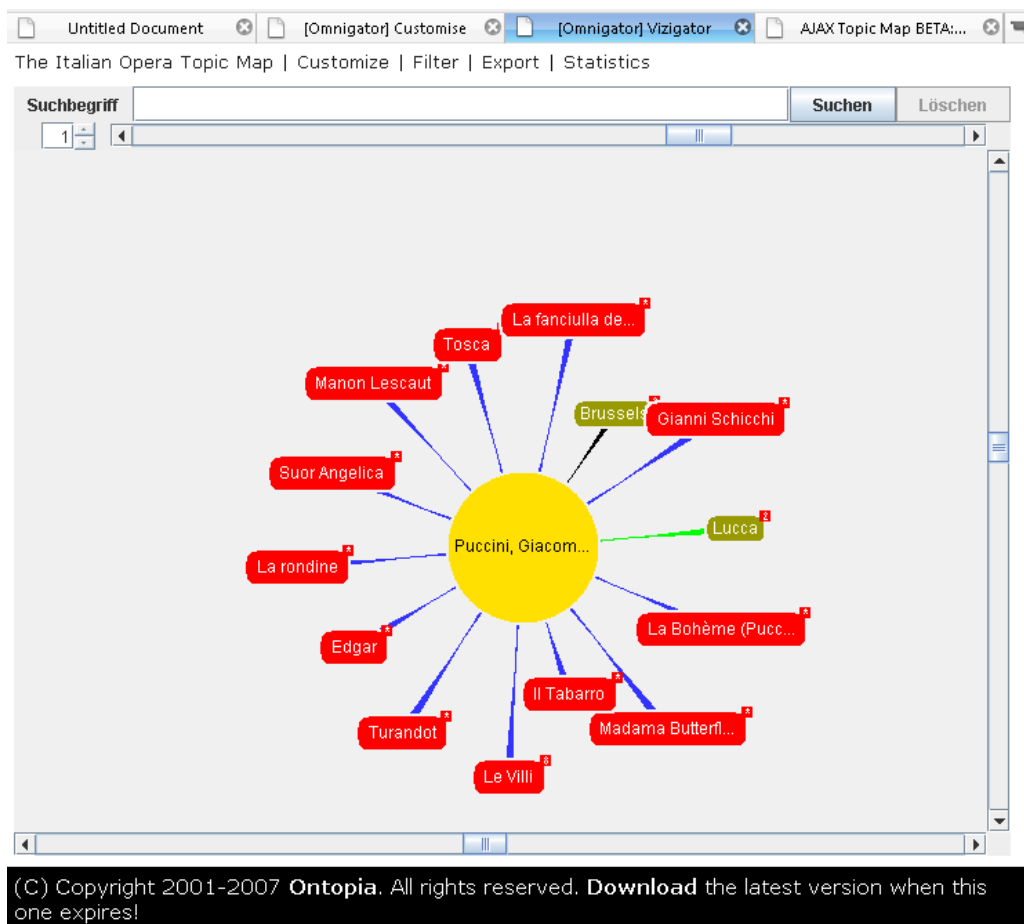 Untitled Document [Omnigator] Customise [Omnigator] Vizigator AJAX Topic Map BETA:...
The Italian Opera Topic Map | Customize | Filter | Export | Statistics
Suchbegriff Suchen Löschen
1
La fanciulla de...
Tosca
Manon Lescaut
Brussels
Gianni Schicchi
Suor Angelica
Lucca 2
Puccini, Giacom...
La rondine
La Bohème (Pucc...
Edgar
Il Tabarro
Turandot
Madama Butterfl...
Le Villi 8
(C) Copyright 2001-2007 Ontopia. All rights reserved. Download the latest version when this
one expires!